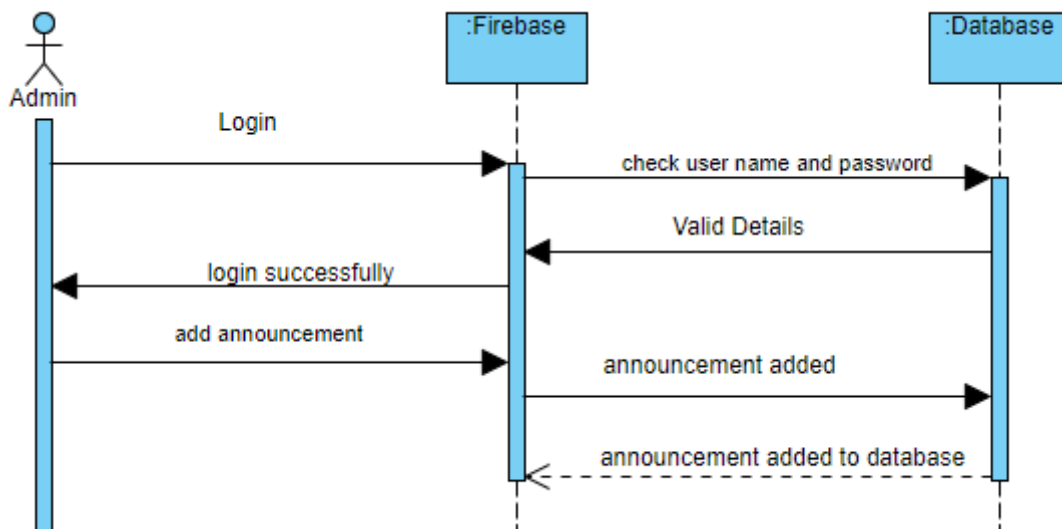 :Firebase
:Database
Admin
Login
check user name and password
Valid Details
login successfully
add announcement
announcement added
announcement added to database